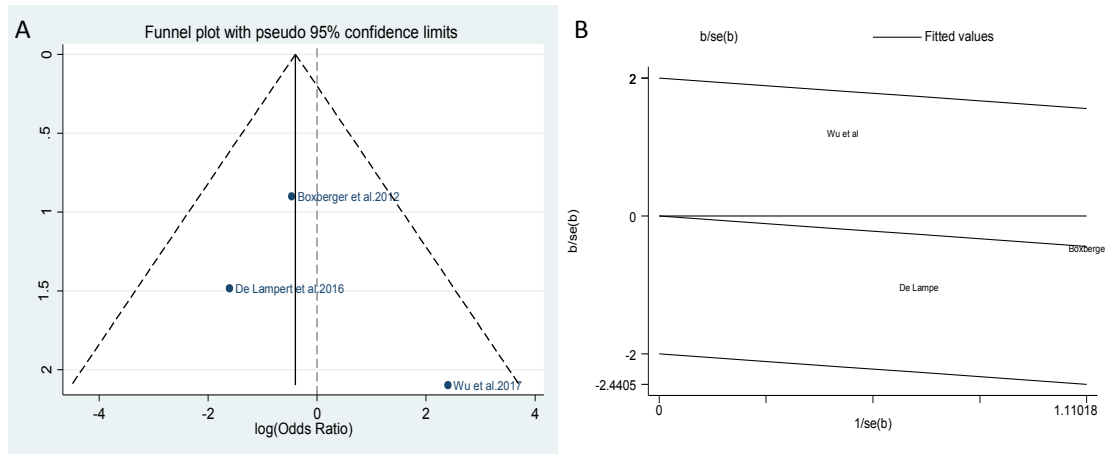 A
Funnel plot with pseudo 95% confidence limits
0
.5
1
1.5
2
Boxberger et al.2012
De Lampert et al.2016
Wu et al.2017
-4
-2
0
2
4
log(Odds Ratio)
B
b/se(b)
Fitted values
b/se(b)
2
0
-2
-2.4405
Wu et al
Boxberge
De Lampe
0
1.11018
1/se(b)